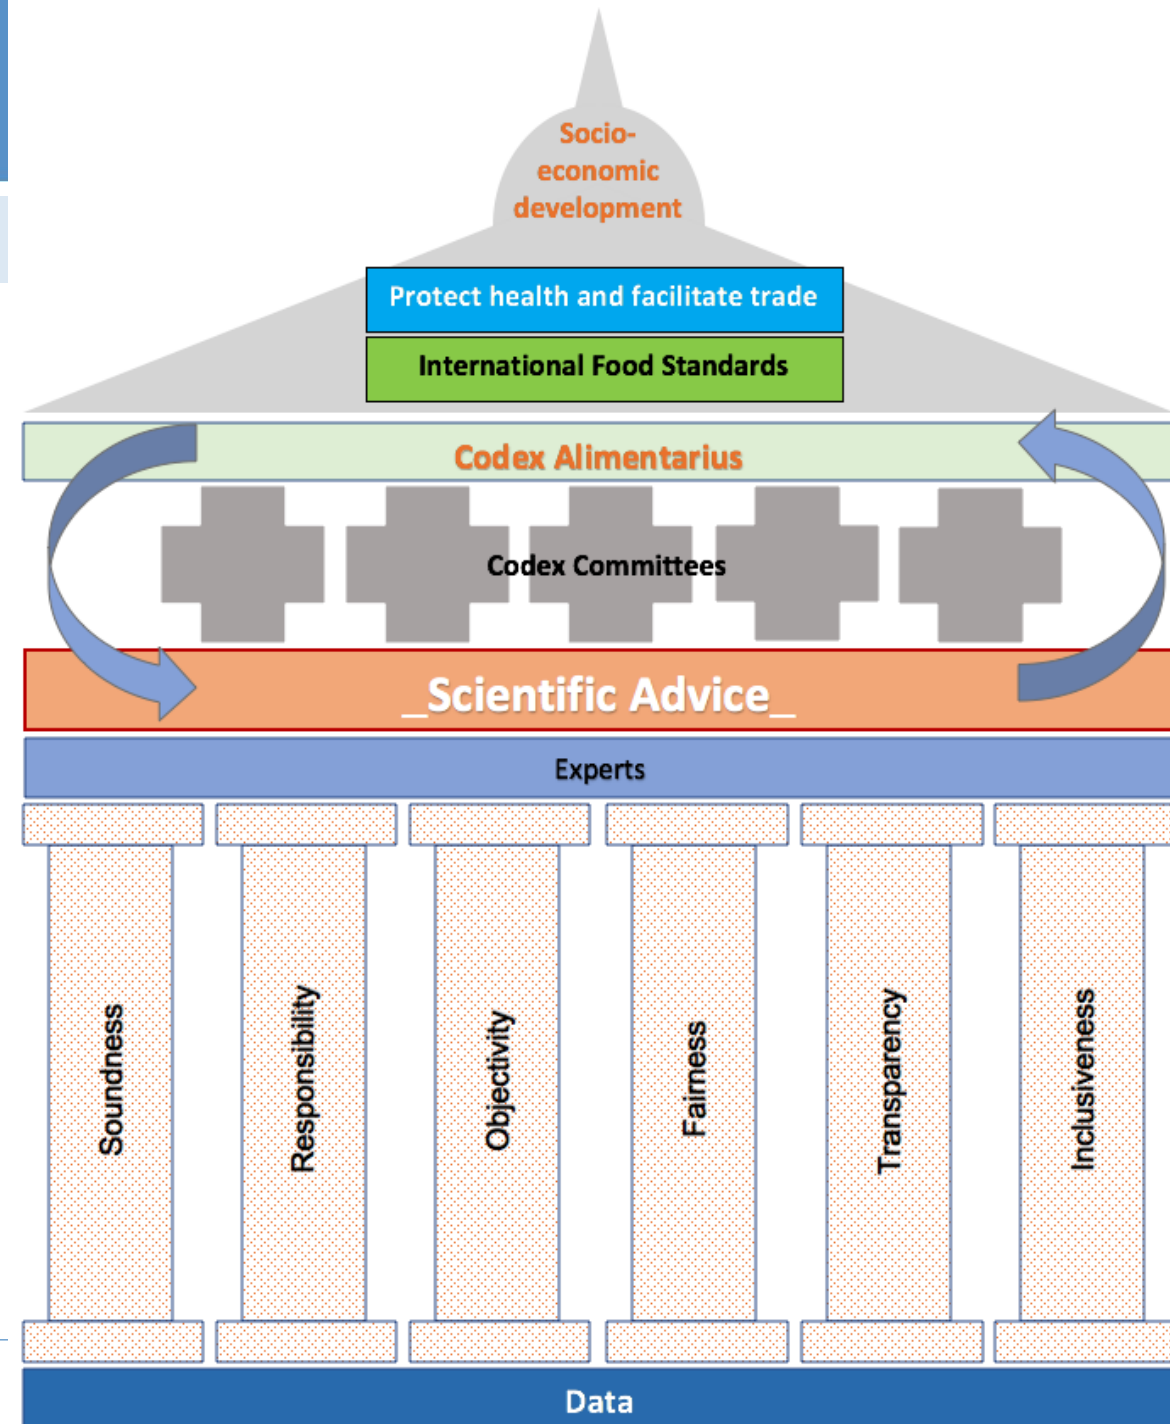 Socio-
economic
development
Protect health and facilitate trade
International Food Standards
Codex Alimentarius
Codex Committees
_Scientific Advice_
Experts
Soundness
Responsibility
Objectivity
Fairness
Transparency
Inclusiveness
Data